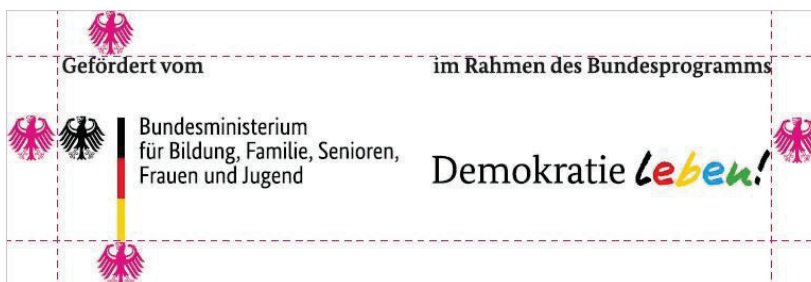 Gefördert vom
im Rahmen des Bundesprogramms
Bundesministerium
für Bildung, Familie, Senioren,
Frauen und Jugend
Demokratie leben!